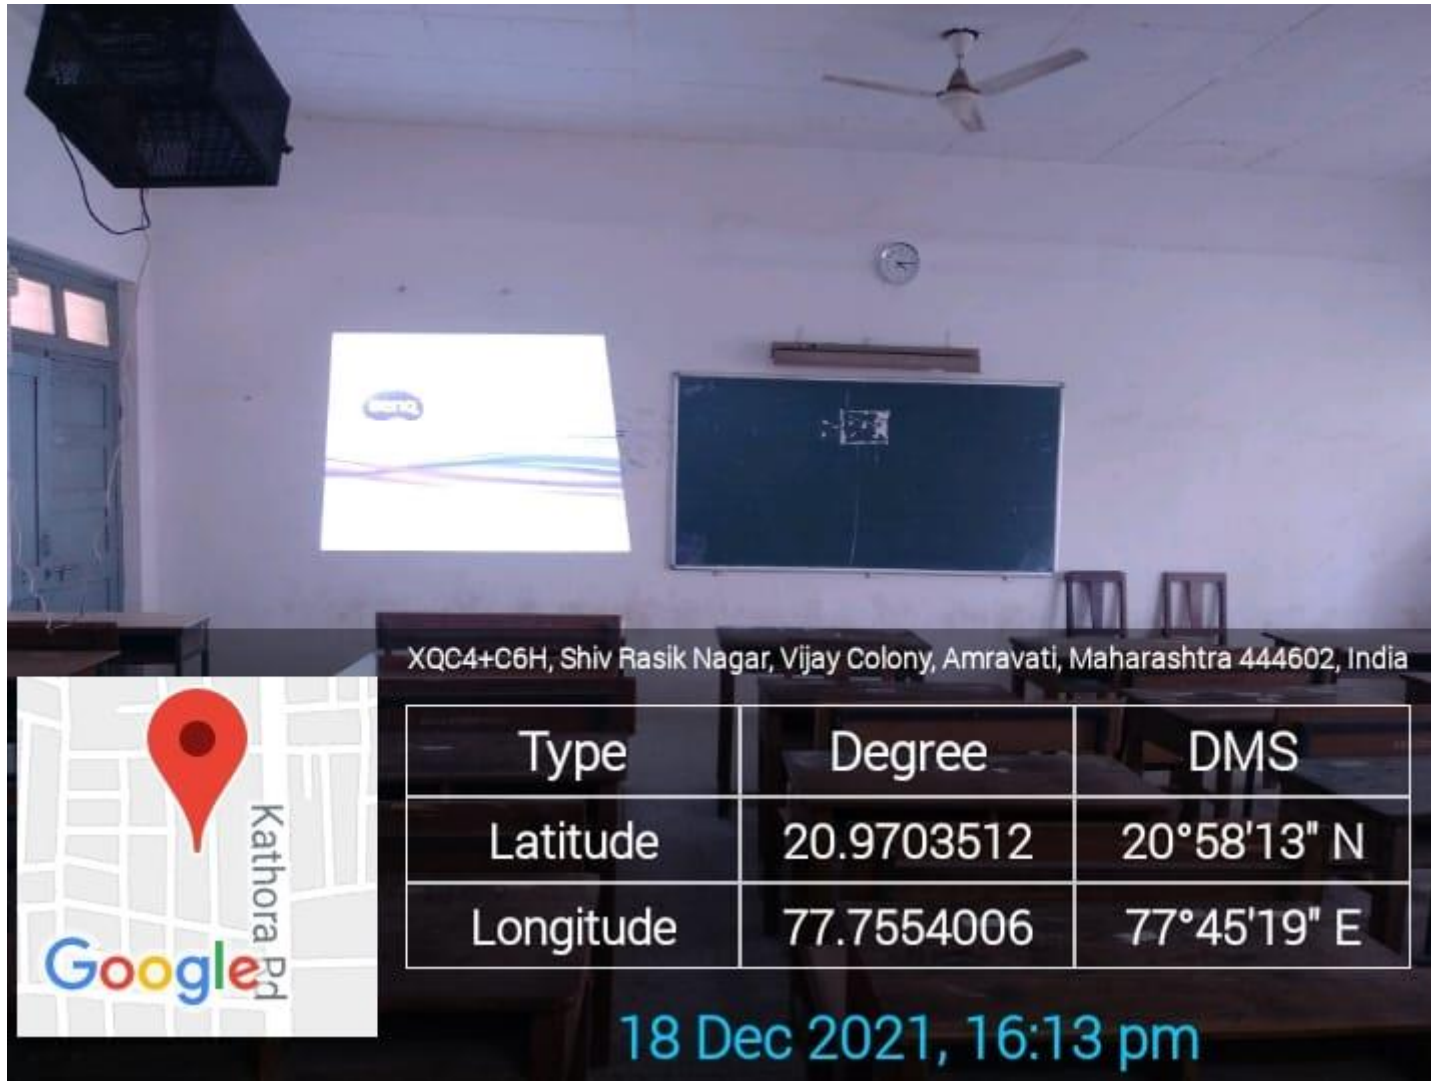 BenQ
XQC4+C6H, Shiv Rasik Nagar, Vijay Colony, Amravati, Maharashtra 444602, India
Type Degree DMS
Latitude 20.9703512 20°58'13" N
Longitude 77.7554006 77°45'19" E
Kathora Rd
Google
18 Dec 2021, 16:13 pm